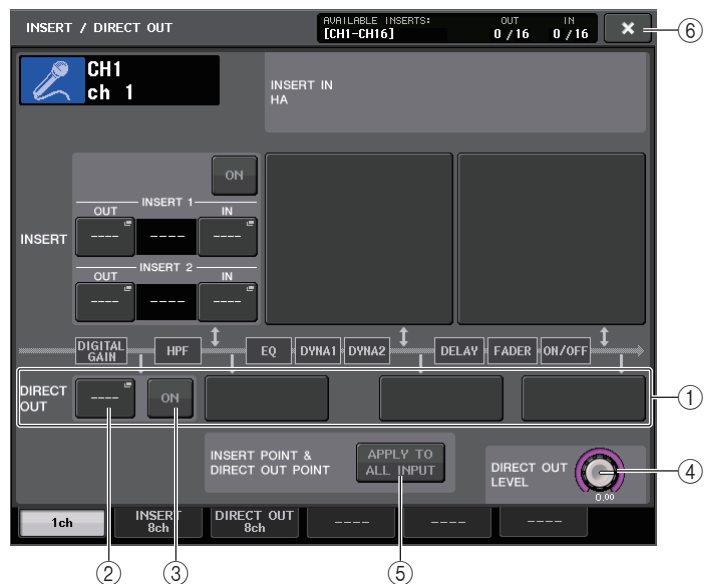 INSERT / DIRECT OUT
AVAILABLE INSERTS: OUT IN
[CH1-CH16] 0 /16 0 /16
⑥
CH1
ch 1
INSERT IN
HA
ON
INSERT 1
OUT IN
INSERT
---- ---- ----
INSERT 2
OUT IN
---- ---- ----
DIGITAL GAIN HPF EQ DYNA1 DYNA2 DELAY FADER ON/OFF
DIRECT OUT
---- ON
①
② ③
INSERT POINT &
DIRECT OUT POINT
APPLY TO
ALL INPUT
DIRECT OUT
LEVEL
④
0.00
1ch
INSERT
8ch
DIRECT OUT
8ch
---- ---- ----
② ③ ⑤